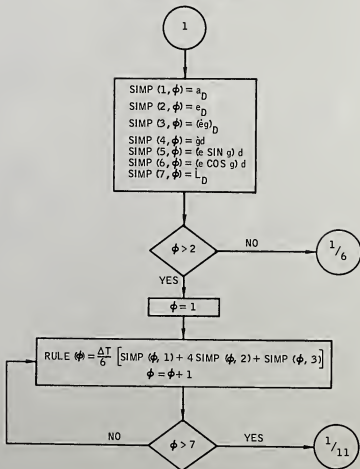 1
SIMP (1, ϕ) = a_D
SIMP (2, ϕ) = e_D
SIMP (3, ϕ) = (ėg)_D
SIMP (4, ϕ) = ġd
SIMP (5, ϕ) = (e SIN g) d
SIMP (6, ϕ) = (e COS g) d
SIMP (7, ϕ) = L̇_D
ϕ > 2
NO
1/6
YES
ϕ = 1
RULE (ϕ) = ΔT/6 [SIMP (ϕ, 1) + 4 SIMP (ϕ, 2) + SIMP (ϕ, 3)]
ϕ = ϕ + 1
NO
ϕ > 7
YES
1/11